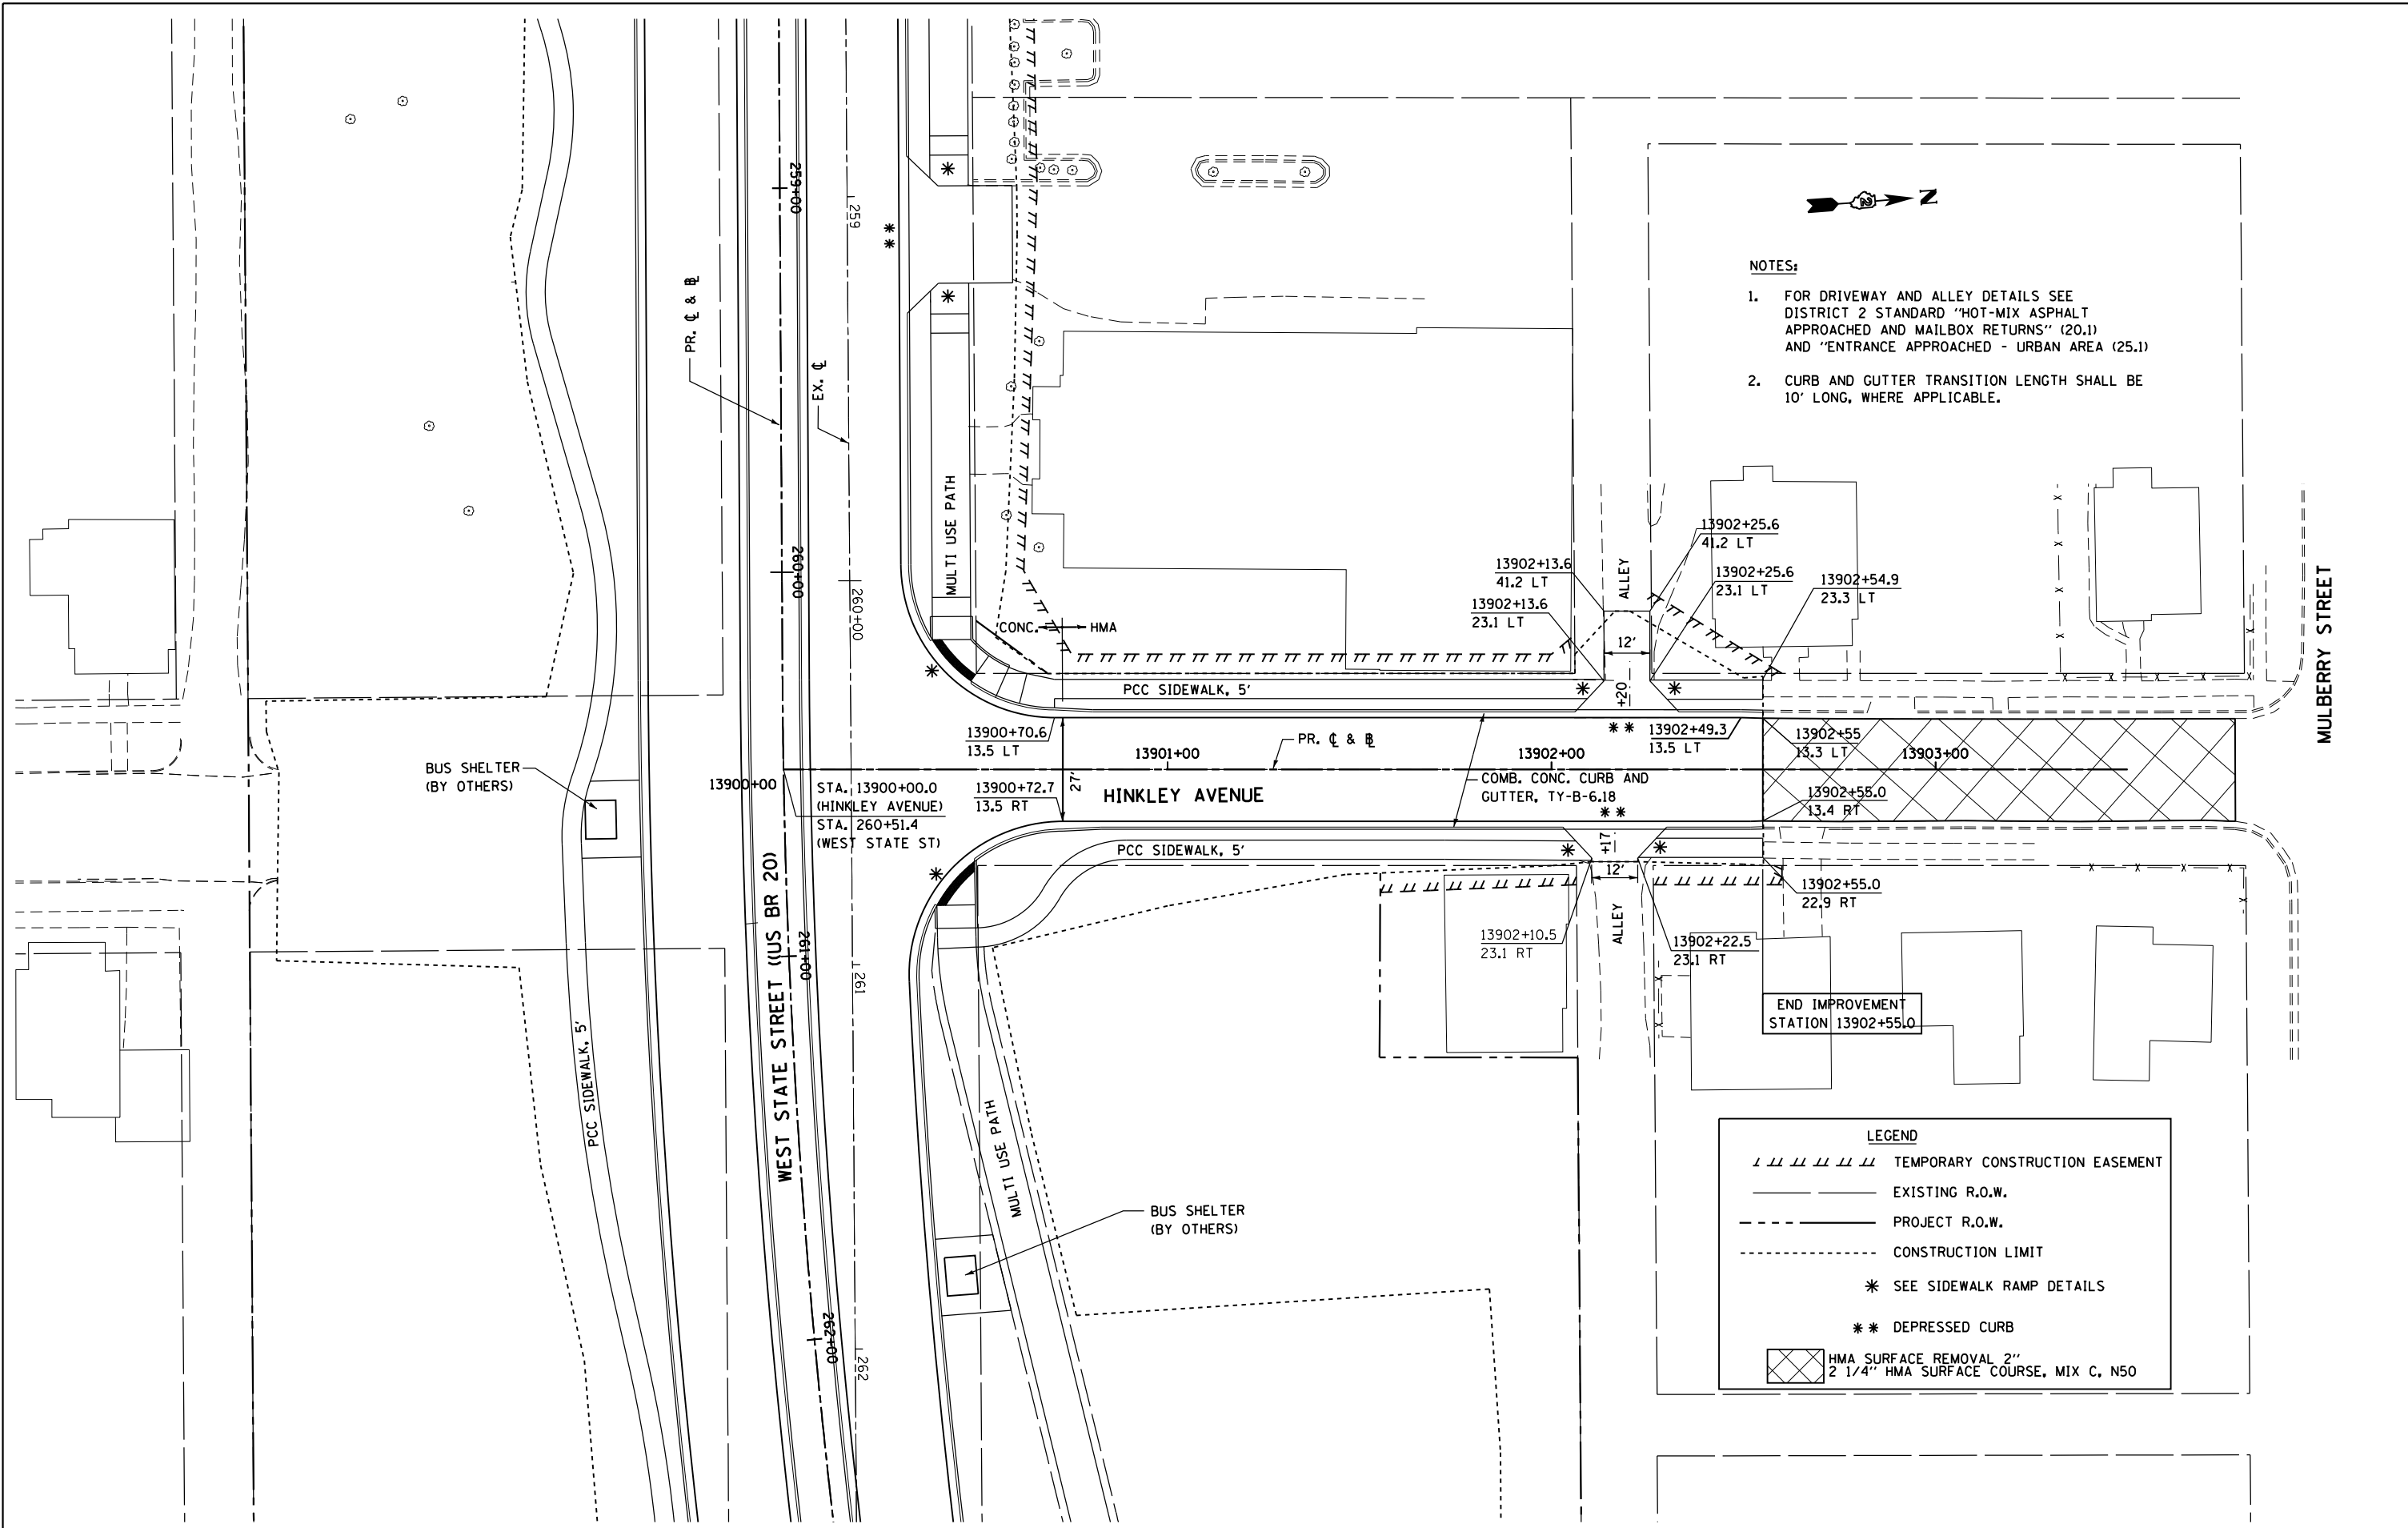 N
NOTES:
1. FOR DRIVEWAY AND ALLEY DETAILS SEE
DISTRICT 2 STANDARD "HOT-MIX ASPHALT
APPROACHED AND MAILBOX RETURNS" (20.1)
AND "ENTRANCE APPROACHED - URBAN AREA (25.1)
2. CURB AND GUTTER TRANSITION LENGTH SHALL BE
10' LONG, WHERE APPLICABLE.
259+00
259
**
PR. ℄ & ⅊
EX. ℄
MULTI USE PATH
260+00
260+00
CONC. HMA
13902+13.6
41.2 LT
13902+13.6
23.1 LT
ALLEY
12'
+20
13902+25.6
41.2 LT
13902+25.6
23.1 LT
13902+54.9
23.3 LT
MULBERRY STREET
PCC SIDEWALK, 5'
13900+70.6
13.5 LT
**
13902+49.3
13.5 LT
13902+55
13.3 LT
13901+00
PR. ℄ & ⅊
13902+00
13903+00
BUS SHELTER
(BY OTHERS)
13900+00
STA. 13900+00.0
(HINKLEY AVENUE)
STA. 260+51.4
(WEST STATE ST)
13900+72.7
13.5 RT
27'
HINKLEY AVENUE
COMB. CONC. CURB AND
GUTTER, TY-B-6.18
**
13902+55.0
13.4 RT
PCC SIDEWALK, 5'
+17
12'
ALLEY
13902+55.0
22.9 RT
13902+10.5
23.1 RT
13902+22.5
23.1 RT
261+00
261
WEST STATE STREET (US BR 20)
PCC SIDEWALK, 5'
MULTI USE PATH
END IMPROVEMENT
STATION 13902+55.0
BUS SHELTER
(BY OTHERS)
262+00
262
LEGEND
TEMPORARY CONSTRUCTION EASEMENT
EXISTING R.O.W.
PROJECT R.O.W.
CONSTRUCTION LIMIT
* SEE SIDEWALK RAMP DETAILS
** DEPRESSED CURB
HMA SURFACE REMOVAL 2"
2 1/4" HMA SURFACE COURSE, MIX C, N50